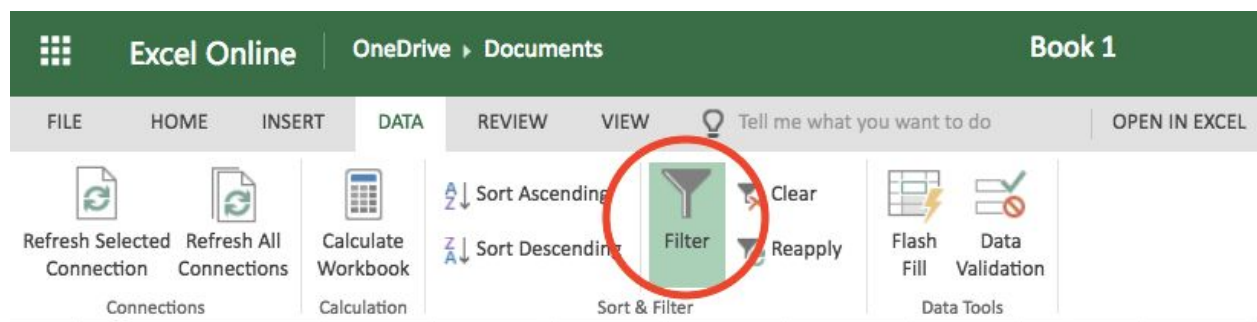 Excel Online OneDrive ▸ Documents Book 1
FILE HOME INSERT DATA REVIEW VIEW Tell me what you want to do OPEN IN EXCEL
Refresh Selected Connection
Refresh All Connections
Calculate Workbook
Sort Ascending
Sort Descending
Filter
Clear
Reapply
Flash Fill
Data Validation
Connections Calculation Sort & Filter Data Tools